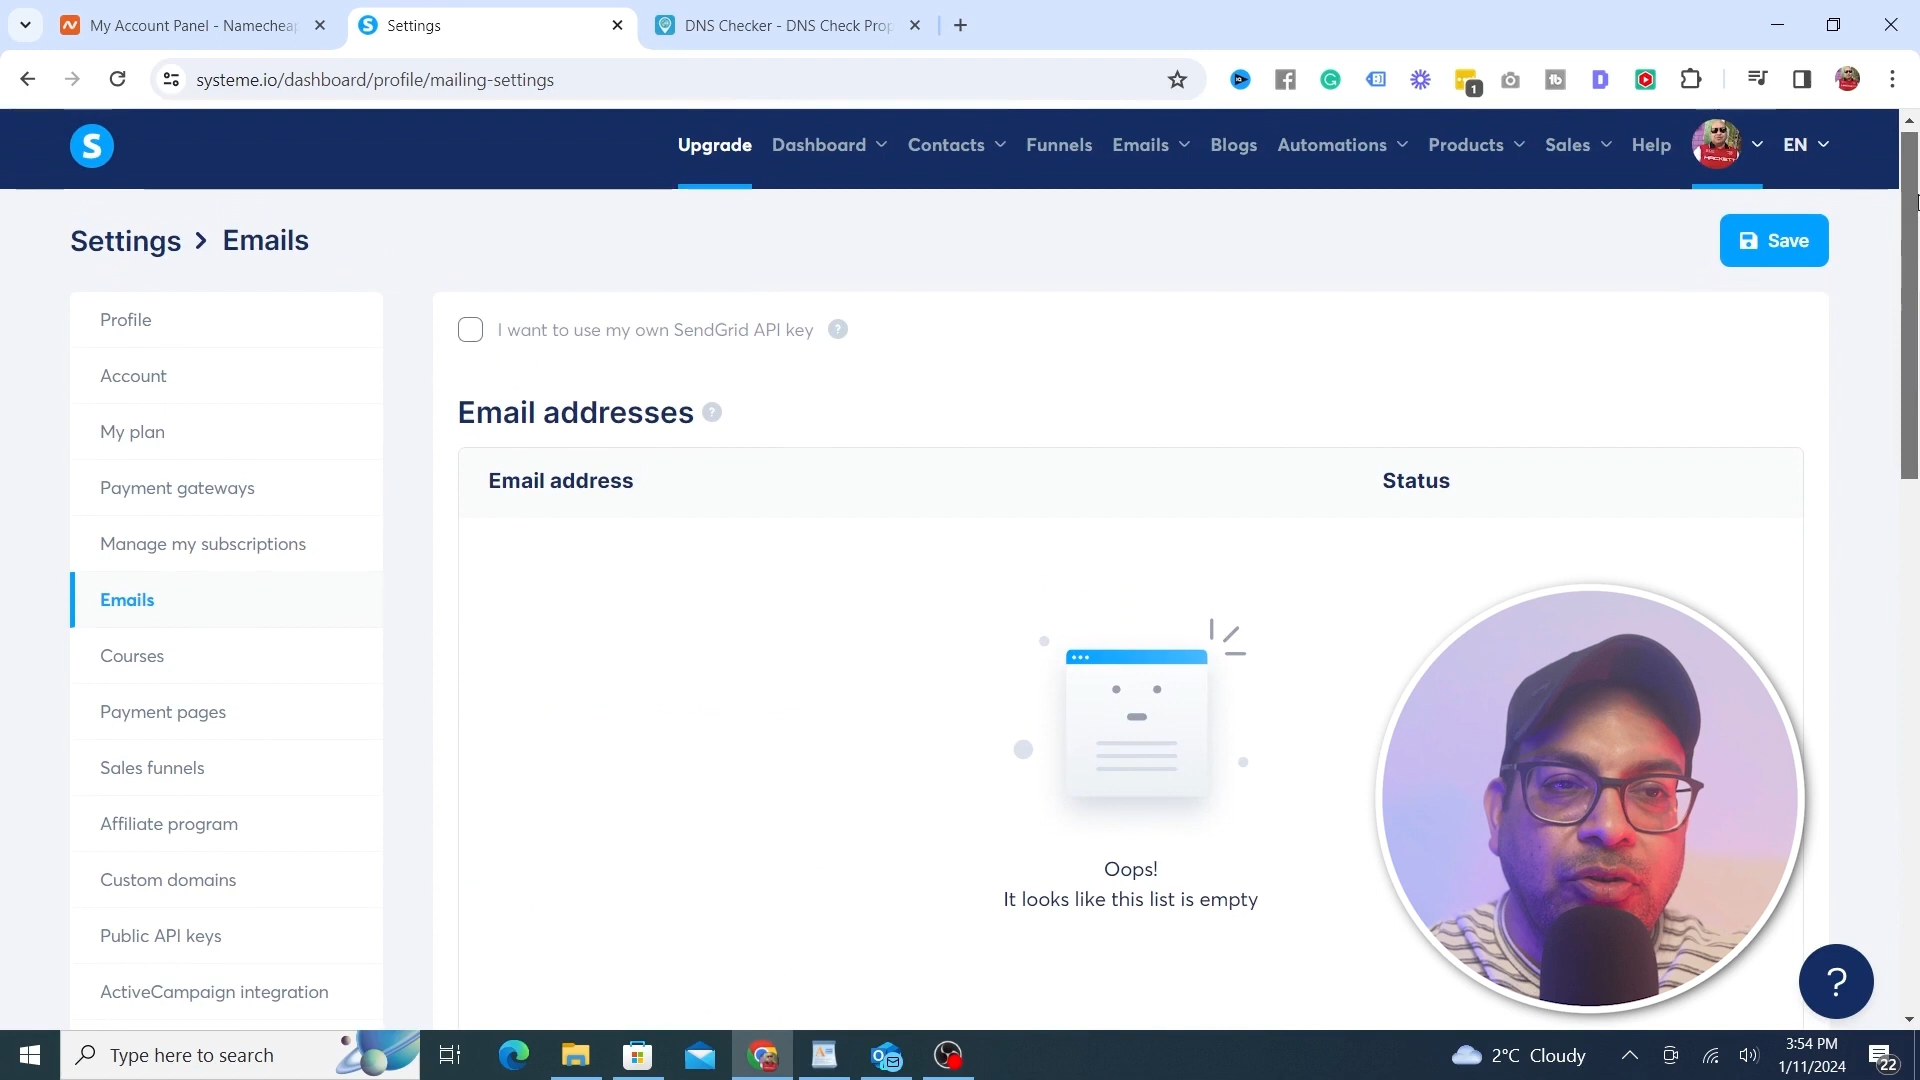 My Account Panel - Namecheap
Settings
DNS Checker - DNS Check Prop
systeme.io/dashboard/profile/mailing-settings
1
S
Upgrade
Dashboard
Contacts
Funnels
Emails
Blogs
Automations
Products
Sales
Help
EN
Settings > Emails
Save
Profile
Account
My plan
Payment gateways
Manage my subscriptions
Emails
Courses
Payment pages
Sales funnels
Affiliate program
Custom domains
Public API keys
ActiveCampaign integration
I want to use my own SendGrid API key ?
Email addresses ?
Email address
Status
Oops!
It looks like this list is empty
?
Type here to search
2°C Cloudy
3:54 PM
1/11/2024
22